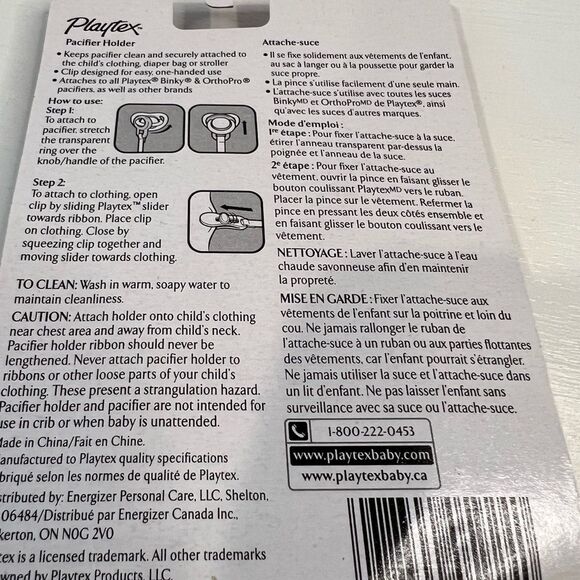 Playtex®
Pacifier Holder
• Keeps pacifier clean and securely attached to
the child's clothing, diaper bag or stroller
• Clip designed for easy, one-handed use
• Attaches to all Playtex® Binky® & OrthoPro®
pacifiers, as well as other brands
How to use:
Step 1:
To attach to
pacifier, stretch
the transparent
ring over the
knob/handle of the pacifier.
Step 2:
To attach to clothing, open
clip by sliding Playtex™ slider
towards ribbon. Place clip
on clothing. Close by
squeezing clip together and
moving slider towards clothing.
TO CLEAN: Wash in warm, soapy water to
maintain cleanliness.
CAUTION: Attach holder onto child's clothing
near chest area and away from child's neck.
Pacifier holder ribbon should never be
lengthened. Never attach pacifier holder to
ribbons or other loose parts of your child's
clothing. These present a strangulation hazard.
Pacifier holder and pacifier are not intended for
use in crib or when baby is unattended.
Made in China/Fait en Chine.
anufactured to Playtex quality specifications
abriqué selon les normes de qualité de Playtex.
stributed by: Energizer Personal Care, LLC, Shelton,
06484/Distribué par Energizer Canada Inc.,
kerton, ON N0G 2V0
tex is a licensed trademark. All other trademarks
wned by Playtex Products, LLC.
Attache-suce
• Il se fixe solidement aux vêtements de l'enfant,
au sac à langer ou à la poussette pour garder la
suce propre.
• La pince s'utilise facilement d'une seule main.
• L'attache-suce s'utilise avec toutes les suces
BinkyMD et OrthoProMD de Playtex®, ainsi
qu'avec les suces d'autres marques.
Mode d'emploi :
1re étape : Pour fixer l'attache-suce à la suce,
étirer l'anneau transparent par-dessus la
poignée et l'anneau de la suce.
2e étape : Pour fixer l'attache-suce au
vêtement, ouvrir la pince en faisant glisser le
bouton coulissant PlaytexMD vers le ruban.
Placer la pince sur le vêtement. Refermer la
pince en pressant les deux côtés ensemble et
en faisant glisser le bouton coulissant vers le
vêtement.
NETTOYAGE : Laver l'attache-suce à l'eau
chaude savonneuse afin d'en maintenir
la propreté.
MISE EN GARDE : Fixer l'attache-suce aux
vêtements de l'enfant sur la poitrine et loin du
cou. Ne jamais rallonger le ruban de
l'attache-suce à un ruban ou aux parties flottantes
des vêtements, car l'enfant pourrait s'étrangler.
Ne jamais utiliser la suce et l'attache-suce dans
un lit d'enfant. Ne pas laisser l'enfant sans
surveillance avec sa suce ou l'attache-suce.
1-800-222-0453
www.playtexbaby.com
www.playtexbaby.ca